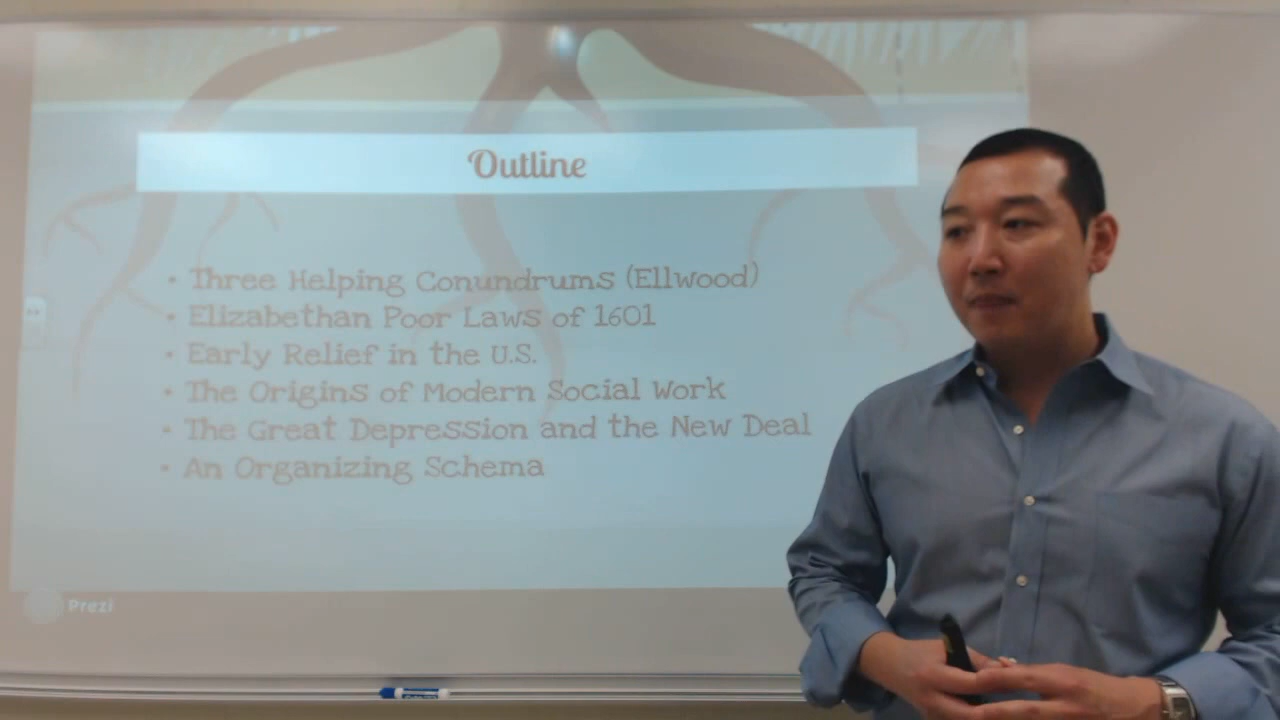 Outline
• Three Helping Conundrums (Ellwood)
• Elizabethan Poor Laws of 1601
• Early Relief in the U.S.
• The Origins of Modern Social Work
• The Great Depression and the New Deal
• An Organizing Schema
Prezi